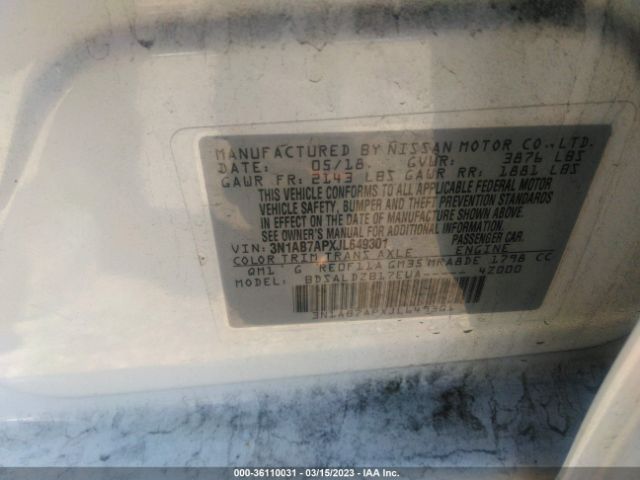 MANUFACTURED BY NISSAN MOTOR CO., LTD.
DATE: 05/18 GVWR: 3876 LBS
GAWR FR: 2143 LBS GAWR RR: 1881 LBS
THIS VEHICLE CONFORMS TO ALL APPLICABLE FEDERAL MOTOR
VEHICLE SAFETY, BUMPER, AND THEFT PREVENTION STANDARDS
IN EFFECT ON THE DATE OF MANUFACTURE SHOWN ABOVE.
SEE OWNER'S MANUAL FOR ADDITIONAL INFORMATION.
VIN: 3N1AB7APXJL649301 PASSENGER CAR.
COLOR TRIM TRANS AXLE ENGINE
QM1 G RE0F11A GM35 MRA8DE 1798 CC
MODEL: BDSALDZB17EUA----- 4Z000
3N1AB7APXJL649301
000-36110031 - 03/15/2023 - IAA Inc.